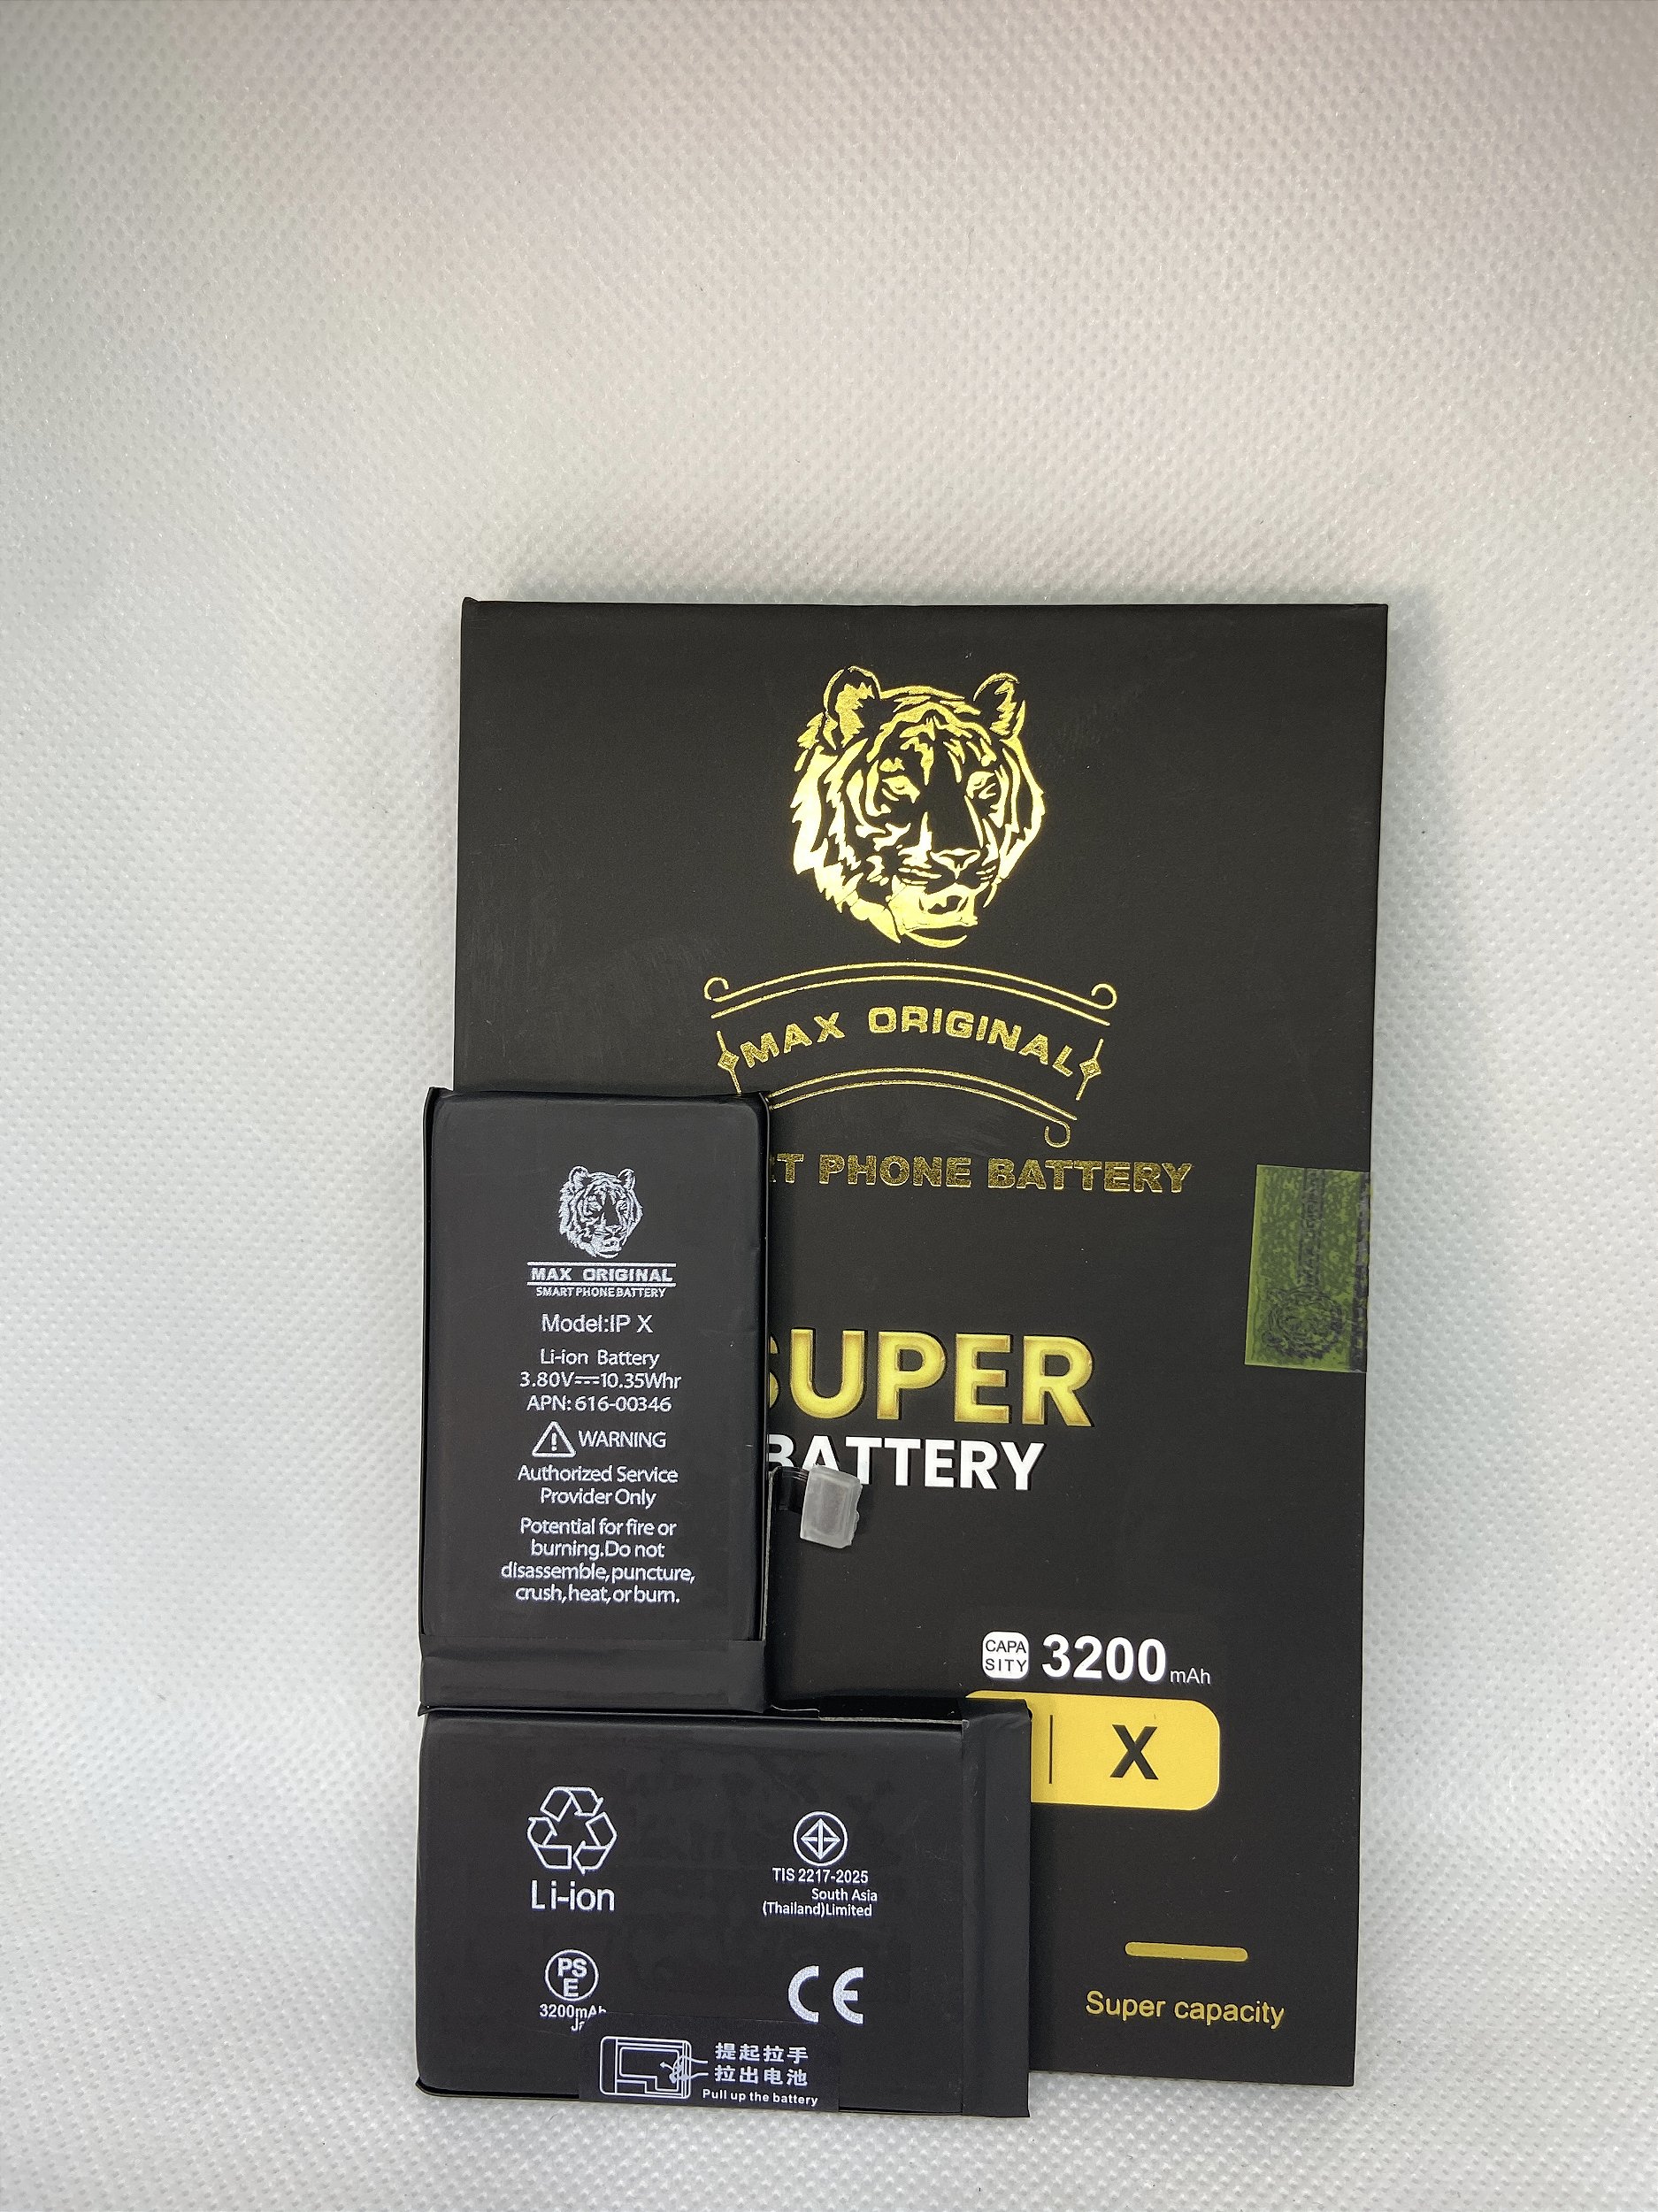 MAX ORIGINAL
PHONE BATTERY
SUPER
BATTERY
CAPA
SITY
3200 mAh
X
Super capacity
MAX ORIGINAL
SMART PHONE BATTERY
Model:IP X
Li-ion Battery
3.80V⎓10.35Whr
APN: 616-00346
WARNING
Authorized Service
Provider Only
Potential for fire or
burning.Do not
disassemble,puncture,
crush,heat,or burn.
Li-ion
TIS 2217-2025
South Asia
(Thailand)Limited
PS
E
3200mAh
CE
提起拉手
拉出电池
Pull up the battery